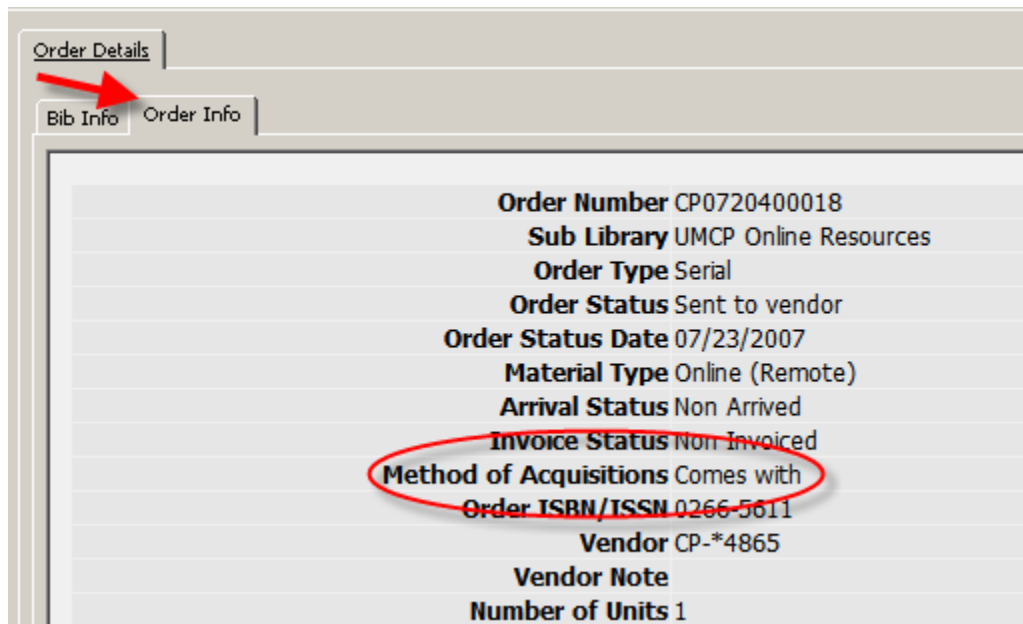 Order Details
Bib Info Order Info
Order Number CP0720400018
Sub Library UMCP Online Resources
Order Type Serial
Order Status Sent to vendor
Order Status Date 07/23/2007
Material Type Online (Remote)
Arrival Status Non Arrived
Invoice Status Non Invoiced
Method of Acquisitions Comes with
Order ISBN/ISSN 0266-5611
Vendor CP-*4865
Vendor Note
Number of Units 1